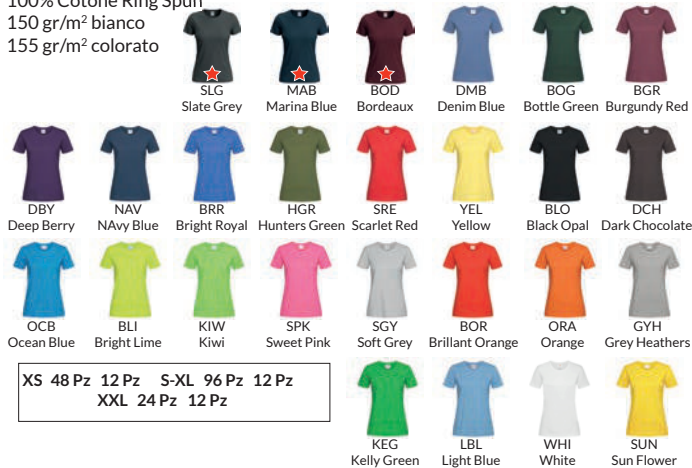 100% Cotone Ring Spun
150 gr/m² bianco
155 gr/m² colorato
SLG MAB BOD DMB BOG BGR
Slate Grey Marina Blue Bordeaux Denim Blue Bottle Green Burgundy Red
DBY NAV BRR HGR SRE YEL BLO DCH
Deep Berry NAvy Blue Bright Royal Hunters Green Scarlet Red Yellow Black Opal Dark Chocolate
OCB BLI KIW SPK SGY BOR ORA GYH
Ocean Blue Bright Lime Kiwi Sweet Pink Soft Grey Brillant Orange Orange Grey Heathers
XS 48 Pz 12 Pz S-XL 96 Pz 12 Pz
XXL 24 Pz 12 Pz
KEG LBL WHI SUN
Kelly Green Light Blue White Sun Flower